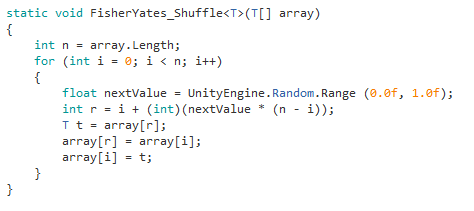 static void FisherYates_Shuffle<T>(T[] array)
{
    int n = array.Length;
    for (int i = 0; i < n; i++)
    {
        float nextValue = UnityEngine.Random.Range (0.0f, 1.0f);
        int r = i + (int)(nextValue * (n - i));
        T t = array[r];
        array[r] = array[i];
        array[i] = t;
    }
}